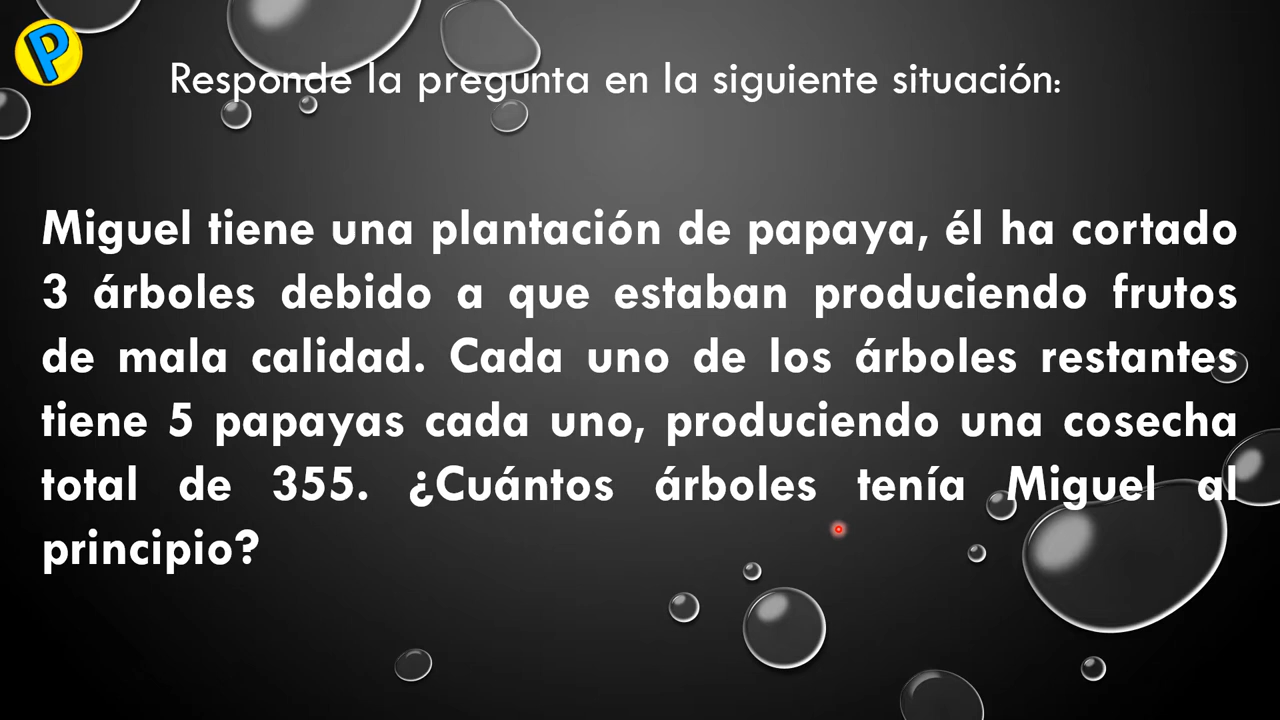 P
Responde la pregunta en la siguiente situación:
Miguel tiene una plantación de papaya, él ha cortado
3 árboles debido a que estaban produciendo frutos
de mala calidad. Cada uno de los árboles restantes
tiene 5 papayas cada uno, produciendo una cosecha
total de 355. ¿Cuántos árboles tenía Miguel al
principio?